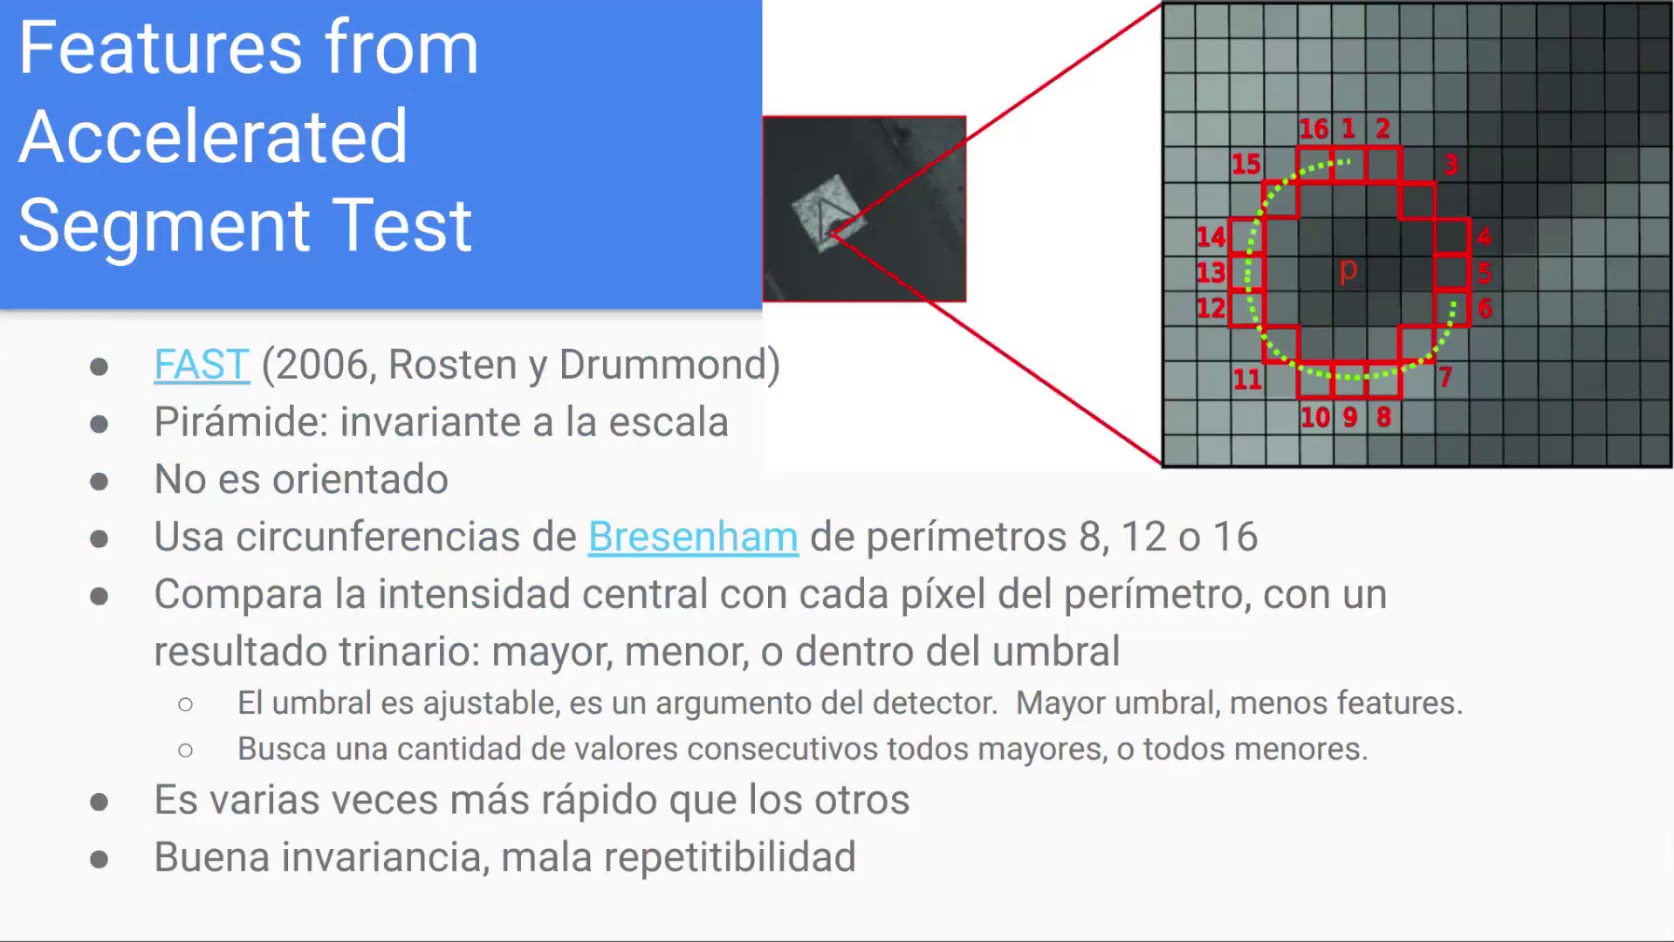 Features from
Accelerated
Segment Test
16 1 2
15 3
14 4
13 p 5
12 6
11 7
10 9 8
FAST (2006, Rosten y Drummond)
Pirámide: invariante a la escala
No es orientado
Usa circunferencias de Bresenham de perímetros 8, 12 o 16
Compara la intensidad central con cada píxel del perímetro, con un
resultado trinario: mayor, menor, o dentro del umbral
El umbral es ajustable, es un argumento del detector. Mayor umbral, menos features.
Busca una cantidad de valores consecutivos todos mayores, o todos menores.
Es varias veces más rápido que los otros
Buena invariancia, mala repetitibilidad